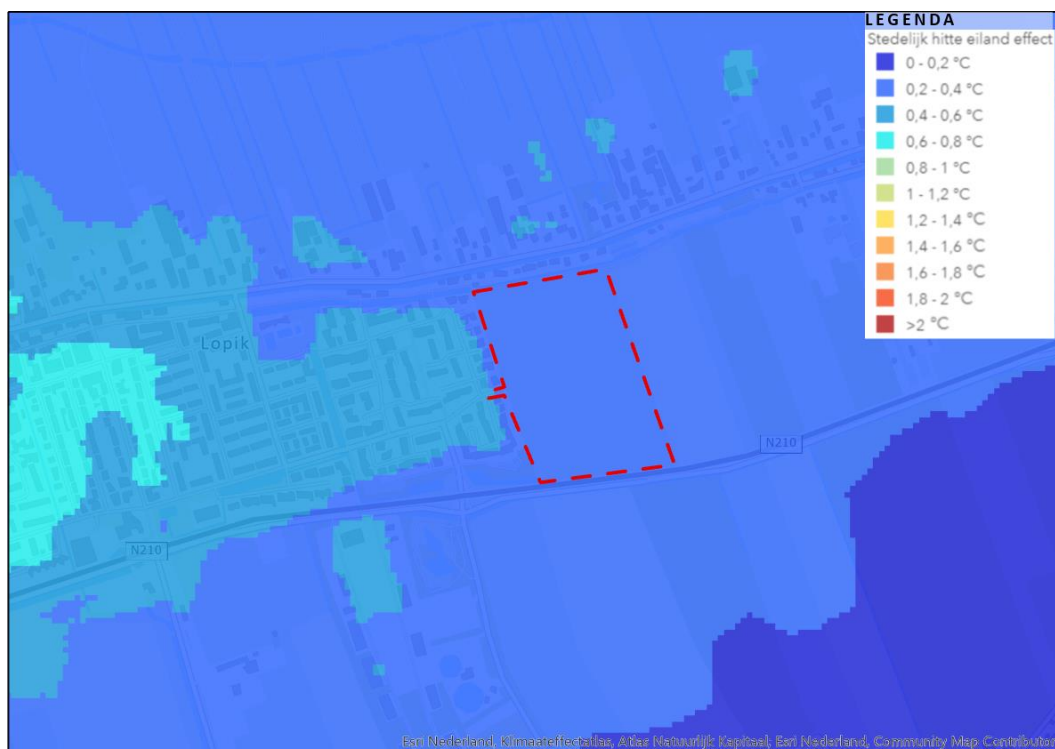 LEGENDA
Stedelijk hitte eiland effect
0 - 0,2 °C
0,2 - 0,4 °C
0,4 - 0,6 °C
0,6 - 0,8 °C
0,8 - 1 °C
1 - 1,2 °C
1,2 - 1,4 °C
1,4 - 1,6 °C
1,6 - 1,8 °C
1,8 - 2 °C
>2 °C
Lopik
N210
N210
Esri Nederland, Klimaateffectatlas, Atlas Natuurlijk Kapitaal, Esri Nederland, Community Map Contributo